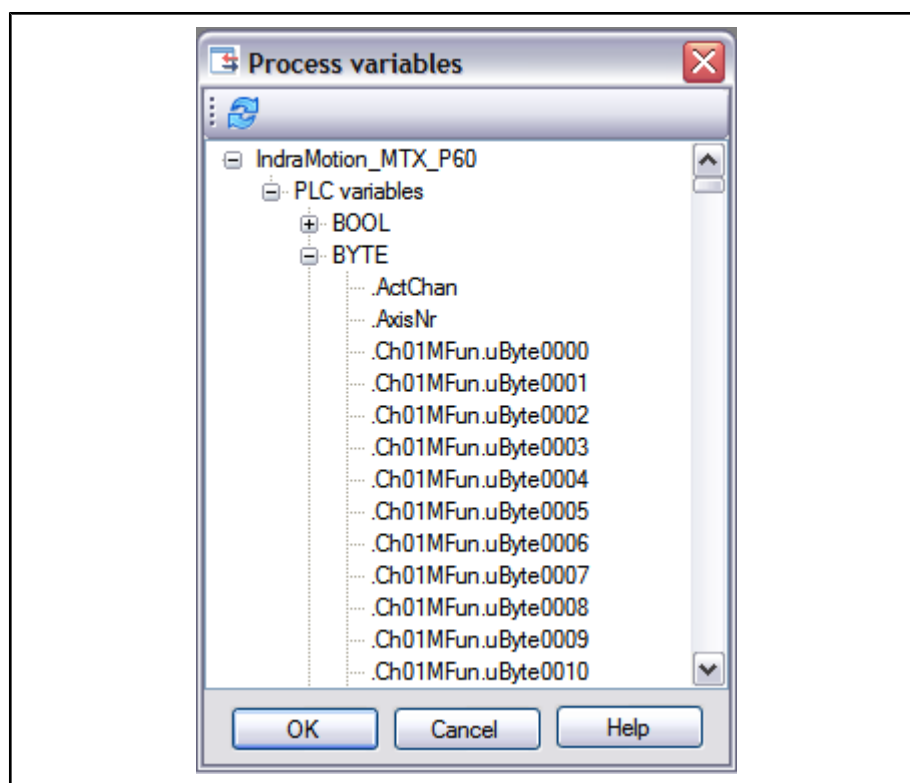 Process variables
IndraMotion_MTX_P60
PLC variables
BOOL
BYTE
.ActChan
.AxisNr
.Ch01MFun.uByte0000
.Ch01MFun.uByte0001
.Ch01MFun.uByte0002
.Ch01MFun.uByte0003
.Ch01MFun.uByte0004
.Ch01MFun.uByte0005
.Ch01MFun.uByte0006
.Ch01MFun.uByte0007
.Ch01MFun.uByte0008
.Ch01MFun.uByte0009
.Ch01MFun.uByte0010
OK Cancel Help